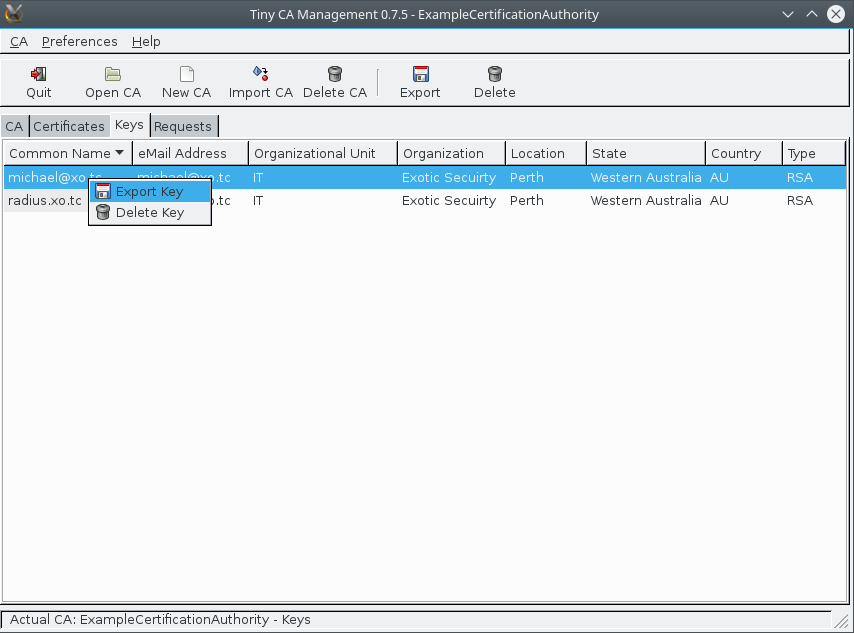 Tiny CA Management 0.7.5 - ExampleCertificationAuthority
CA Preferences Help
Quit Open CA New CA Import CA Delete CA Export Delete
CA Certificates Keys Requests
Common Name eMail Address Organizational Unit Organization Location State Country Type
michael@xo.tc michael@xo.tc IT Exotic Secuirty Perth Western Australia AU RSA
Export Key
radius.xo.tc .tc IT Exotic Secuirty Perth Western Australia AU RSA
Delete Key
Actual CA: ExampleCertificationAuthority - Keys